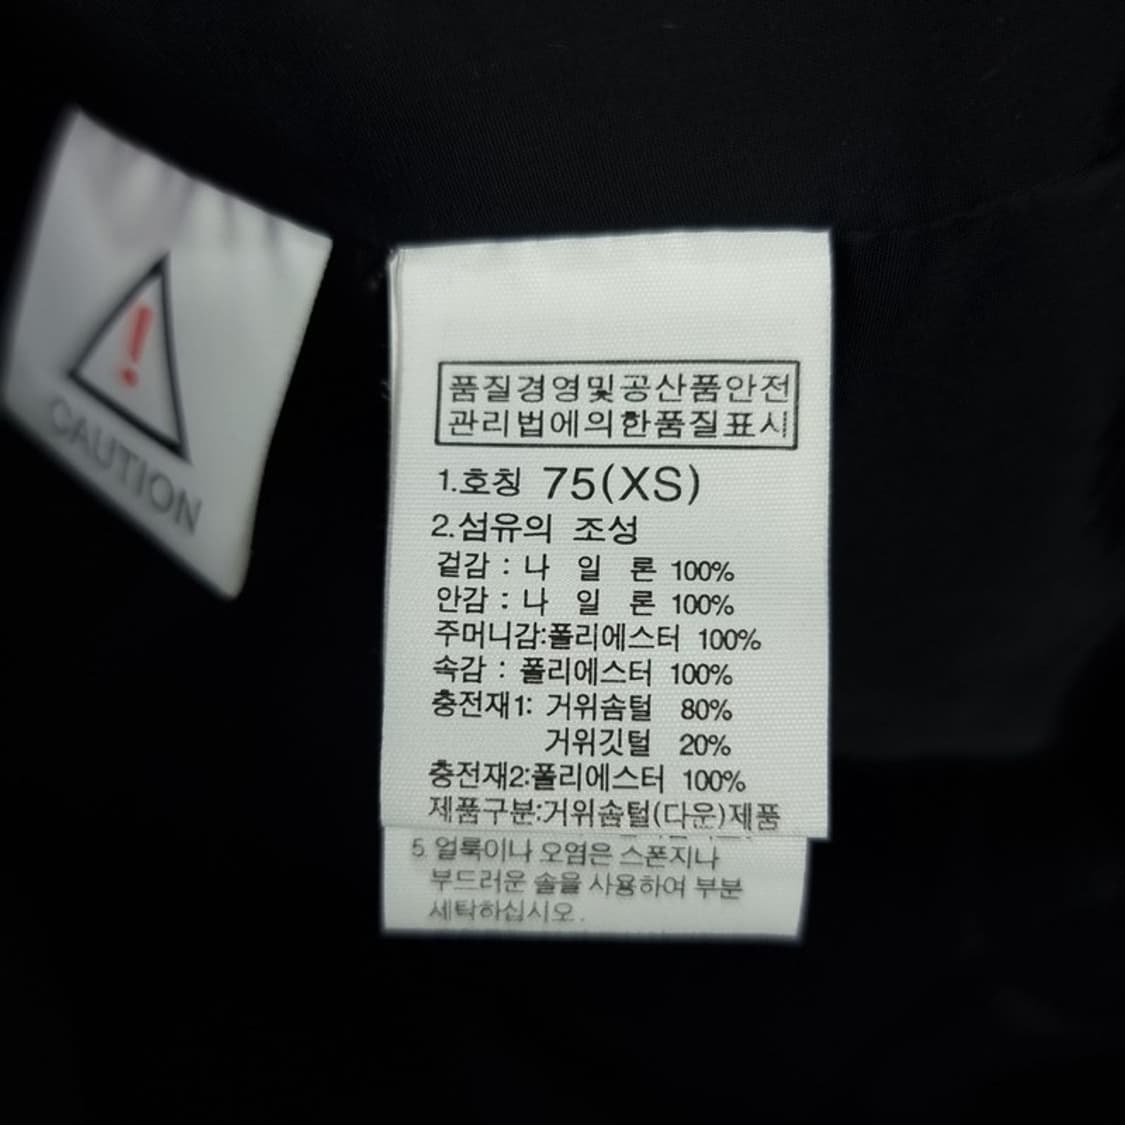 CAUTION
품질경영및공산품안전
관리법에의한품질표시
1.호칭 75(XS)
2.섬유의 조성
겉감 : 나 일 론 100%
안감 : 나 일 론 100%
주머니감:폴리에스터 100%
속감 : 폴리에스터 100%
충전재1: 거위솜털 80%
거위깃털 20%
충전재2:폴리에스터 100%
제품구분:거위솜털(다운)제품
5. 얼룩이나 오염은 스폰지나
부드러운 솔을 사용하여 부분
세탁하십시오.